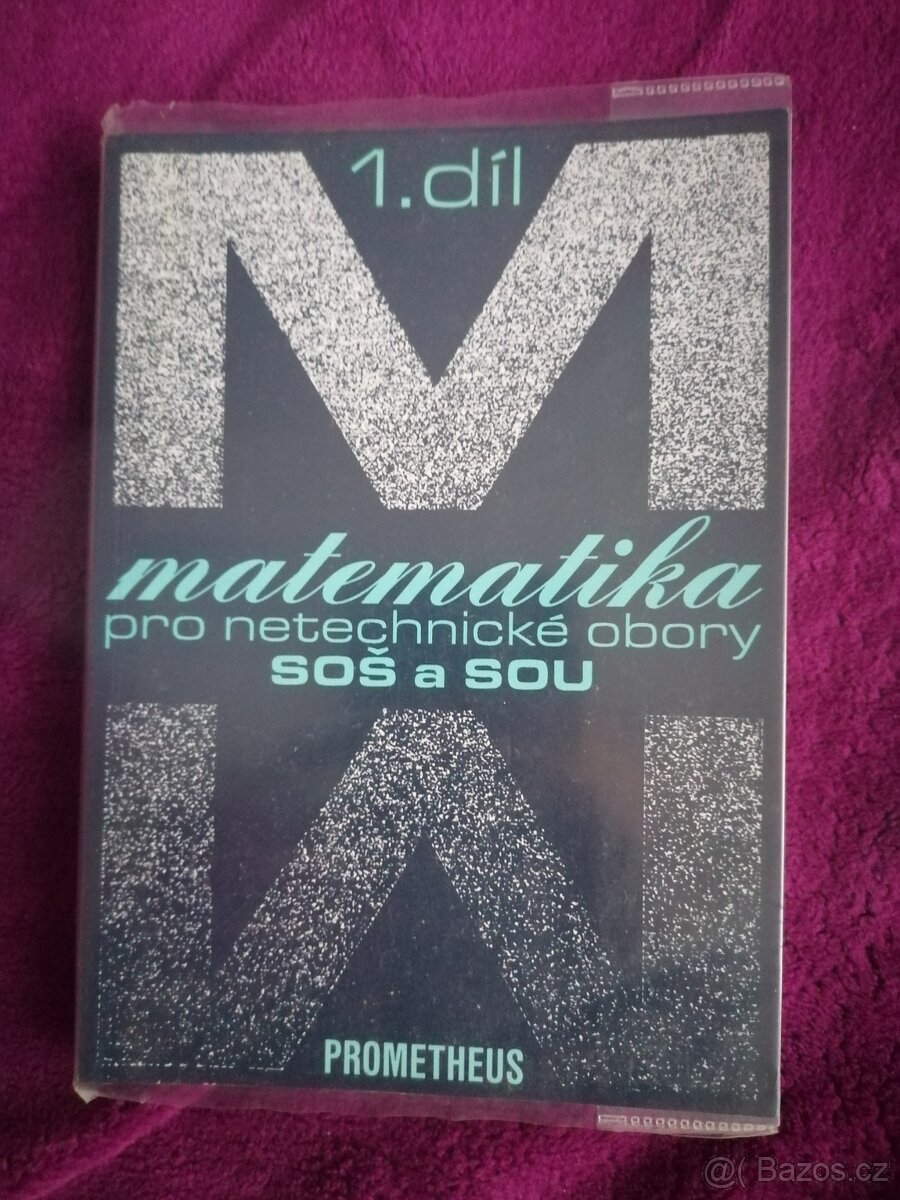 1.díl
matematika
pro netechnické obory
SOŠ a SOU
PROMETHEUS
@( Bazos.cz